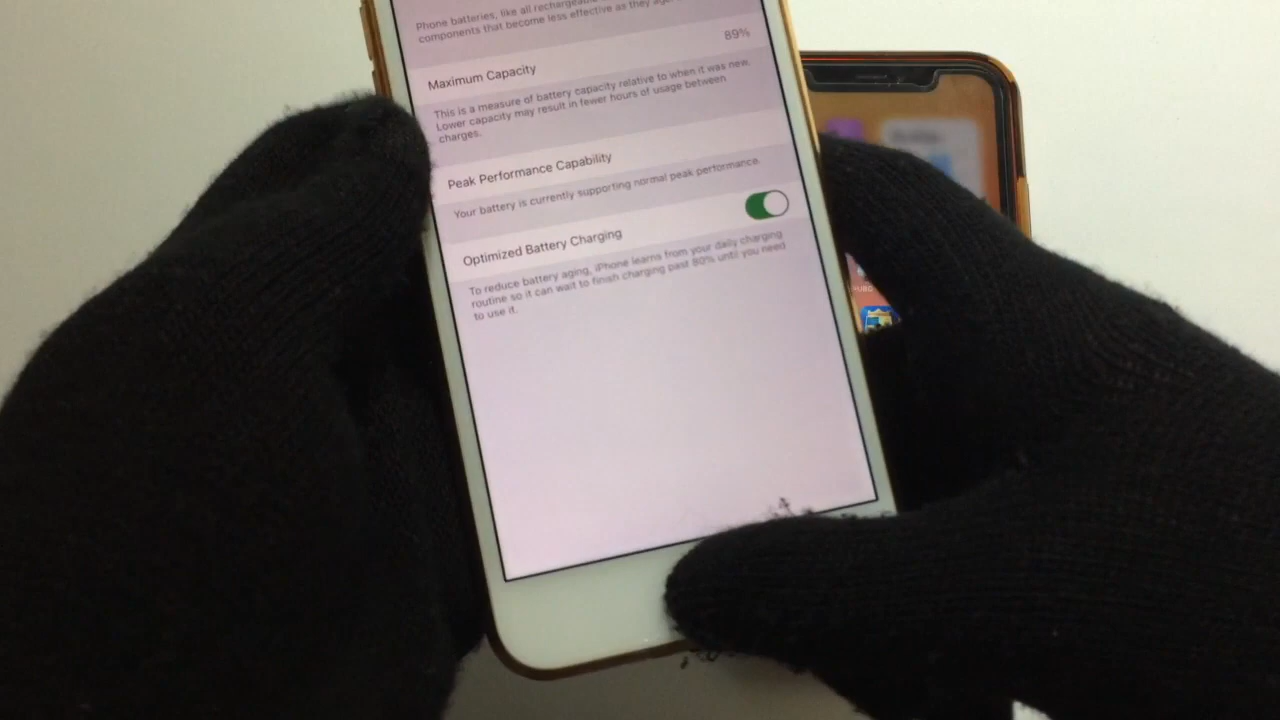 Phone batteries, like all rechargeable
components that become less effective as they age.
Maximum Capacity 89%
This is a measure of battery capacity relative to when it was new.
Lower capacity may result in fewer hours of usage between
charges.
Peak Performance Capability
Your battery is currently supporting normal peak performance.
Optimized Battery Charging
To reduce battery aging, iPhone learns from your daily charging
routine so it can wait to finish charging past 80% until you need
to use it.